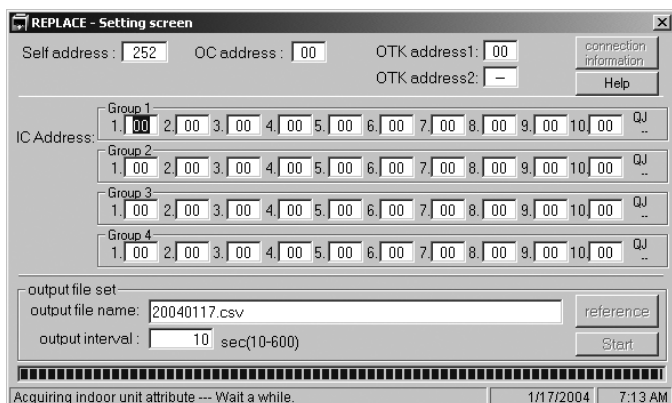 REPLACE - Setting screen
Self address : 252 OC address : 00 OTK address1: 00 connection information
OTK address2: – Help
Group 1
IC Address: 1. 00 2. 00 3. 00 4. 00 5. 00 6. 00 7. 00 8. 00 9. 00 10. 00 QJ --
Group 2
1. 00 2. 00 3. 00 4. 00 5. 00 6. 00 7. 00 8. 00 9. 00 10. 00 QJ --
Group 3
1. 00 2. 00 3. 00 4. 00 5. 00 6. 00 7. 00 8. 00 9. 00 10. 00 QJ --
Group 4
1. 00 2. 00 3. 00 4. 00 5. 00 6. 00 7. 00 8. 00 9. 00 10. 00 QJ --
output file set
output file name: 20040117.csv reference
output interval : 10 sec(10-600) Start
Acquiring indoor unit attribute --- Wait a while. 1/17/2004 7:13 AM